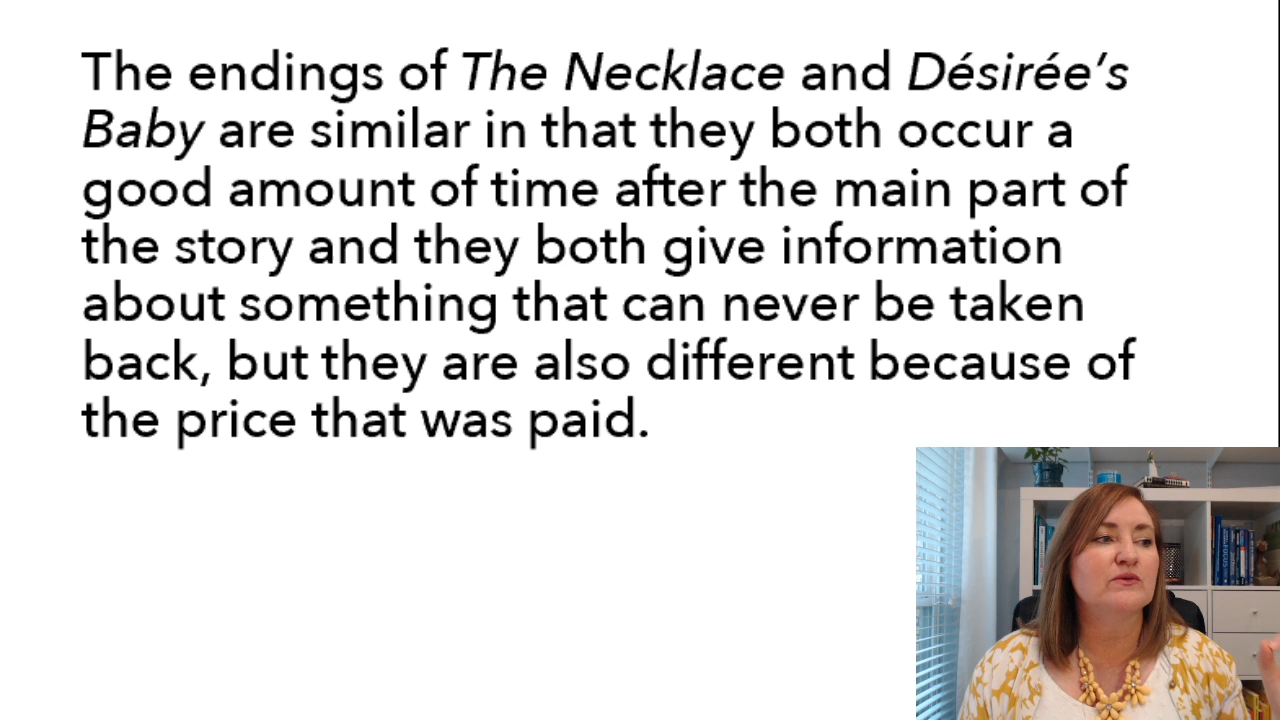 The endings of The Necklace and Désirée’s
Baby are similar in that they both occur a
good amount of time after the main part of
the story and they both give information
about something that can never be taken
back, but they are also different because of
the price that was paid.